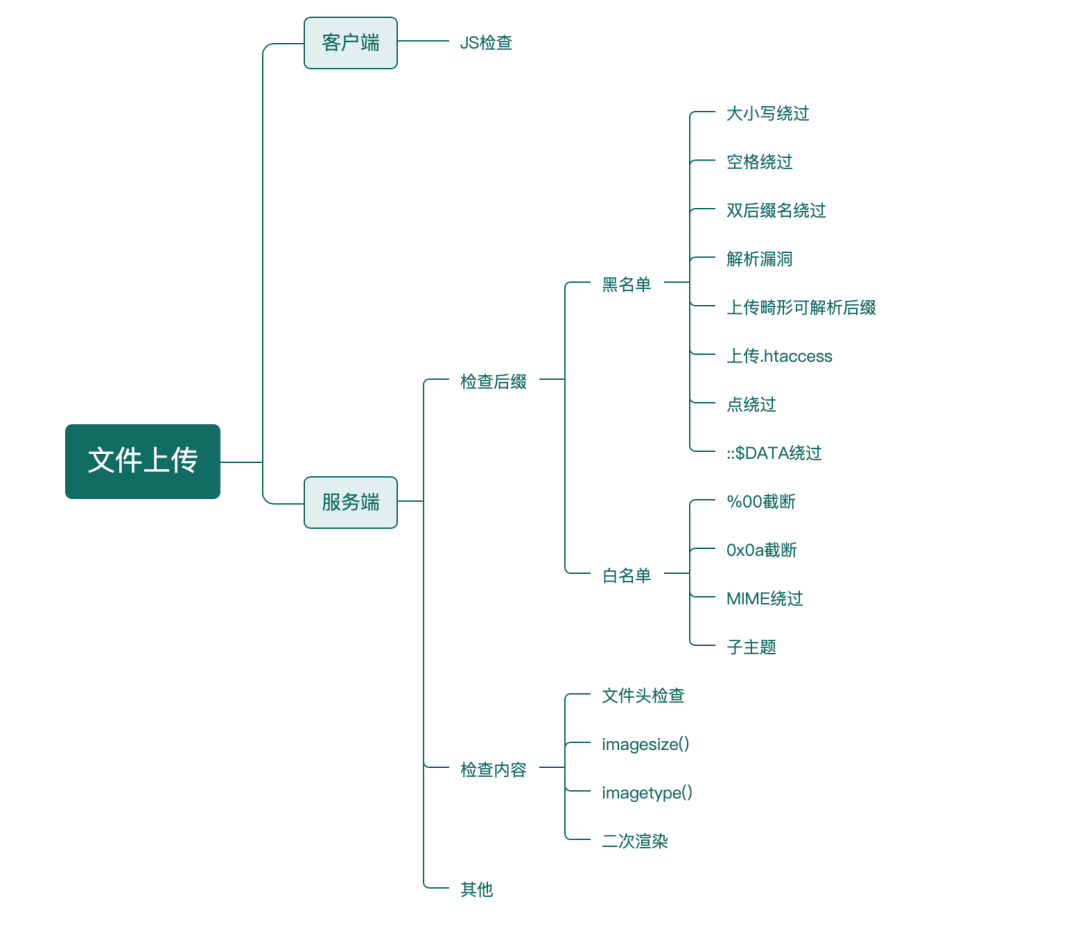 客户端
JS检查
大小写绕过
空格绕过
双后缀名绕过
解析漏洞
黑名单
上传畸形可解析后缀
上传.htaccess
检查后缀
点绕过
::$DATA绕过
文件上传
服务端
%00截断
0x0a截断
白名单
MIME绕过
子主题
文件头检查
imagesize()
检查内容
imagetype()
二次渲染
其他